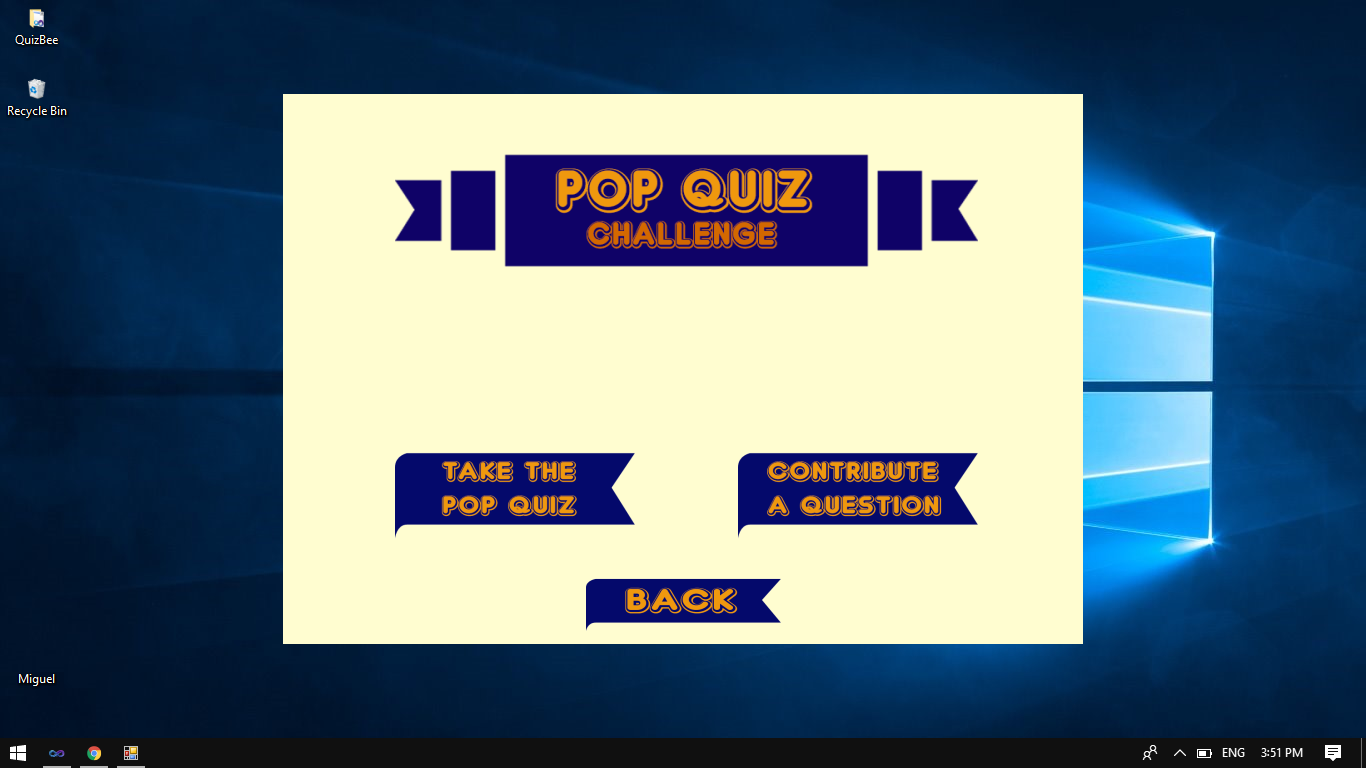 QuizBee
Recycle Bin
POP QUIZ
CHALLENGE
TAKE THE
POP QUIZ
CONTRIBUTE
A QUESTION
BACK
Miguel
ENG
3:51 PM